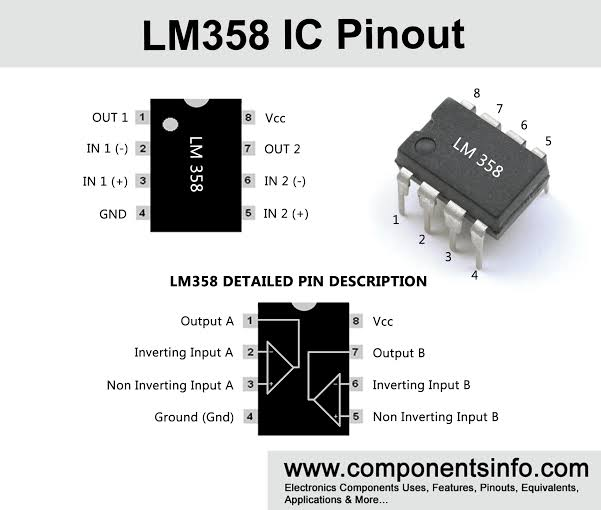 LM358 IC Pinout
OUT 1 1
IN 1 (-) 2
IN 1 (+) 3
GND 4
LM 358
8 Vcc
7 OUT 2
6 IN 2 (-)
5 IN 2 (+)
8
7
6
5
LM 358
1
2
3
4
LM358 DETAILED PIN DESCRIPTION
Output A 1
Inverting Input A 2
Non Inverting Input A 3
Ground (Gnd) 4
-
+
8 Vcc
7 Output B
6 Inverting Input B
5 Non Inverting Input B
-
+
www.componentsinfo.com
Electronics Components Uses, Features, Pinouts, Equivalents,
Applications & More...